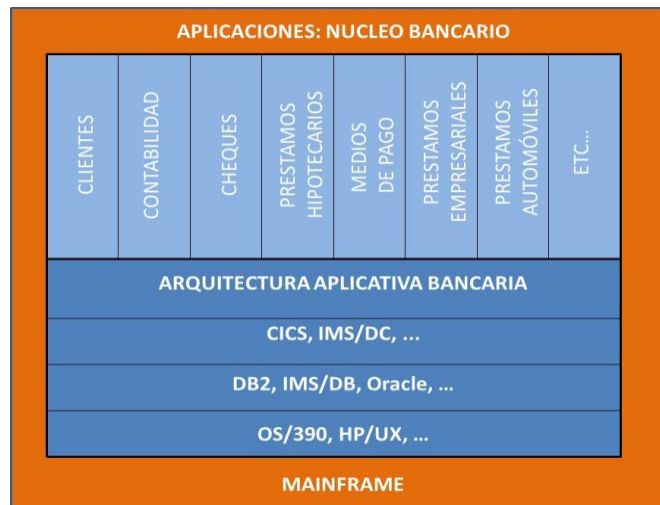 APLICACIONES: NUCLEO BANCARIO
CLIENTES
CONTABILIDAD
CHEQUES
PRESTAMOS
HIPOTECARIOS
MEDIOS
DE PAGO
PRESTAMOS
EMPRESARIALES
PRESTAMOS
AUTOMÓVILES
ETC...
ARQUITECTURA APLICATIVA BANCARIA
CICS, IMS/DC, ...
DB2, IMS/DB, Oracle, ...
OS/390, HP/UX, ...
MAINFRAME